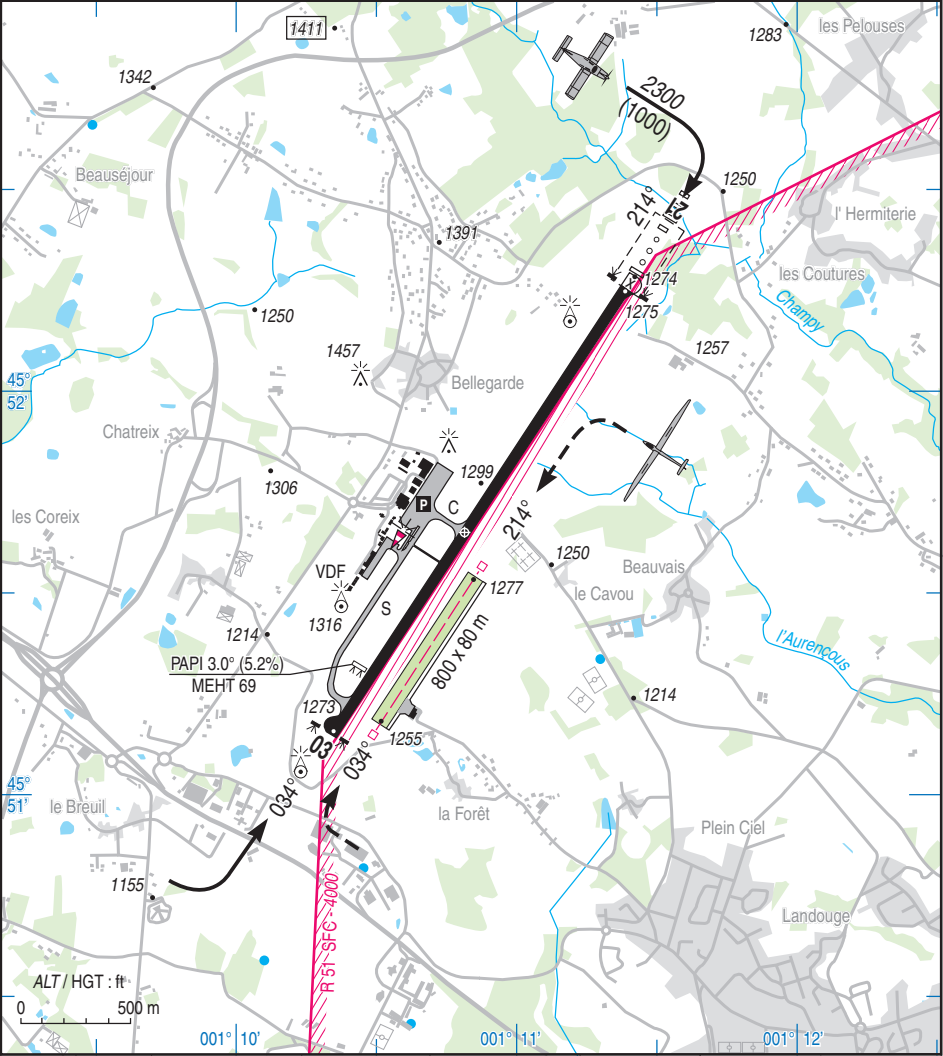 1411
1283
les Pelouses
1342
2300
(1000)
Beauséjour
1250
214°
21
l' Hermiterie
1391
1274
les Coutures
1250
1275
Champy
1457
1257
45°
52'
Bellegarde
Chatreix
1299
1306
P
C
les Coreix
214°
1250
Beauvais
VDF
1277
le Cavou
S
1316
1214
800 x 80 m
l'Aurençous
PAPI 3.0° (5.2%)
MEHT 69
1214
1273
1255
03
034°
45°
51'
034°
le Breuil
la Forêt
Plein Ciel
1155
R 51 SFC - 4000
Landouge
ALT / HGT : ft
0 500 m
001° 10' 001° 11' 001° 12'